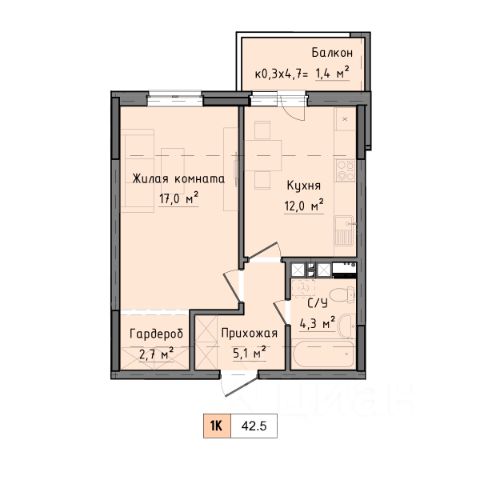 Балкон
к0,3х4,7= 1,4 м²
Жилая комната
17,0 м²
Кухня
12,0 м²
С/У
4,3 м²
Гардероб
2,7 м²
Прихожая
5,1 м²
1К 42.5
циан